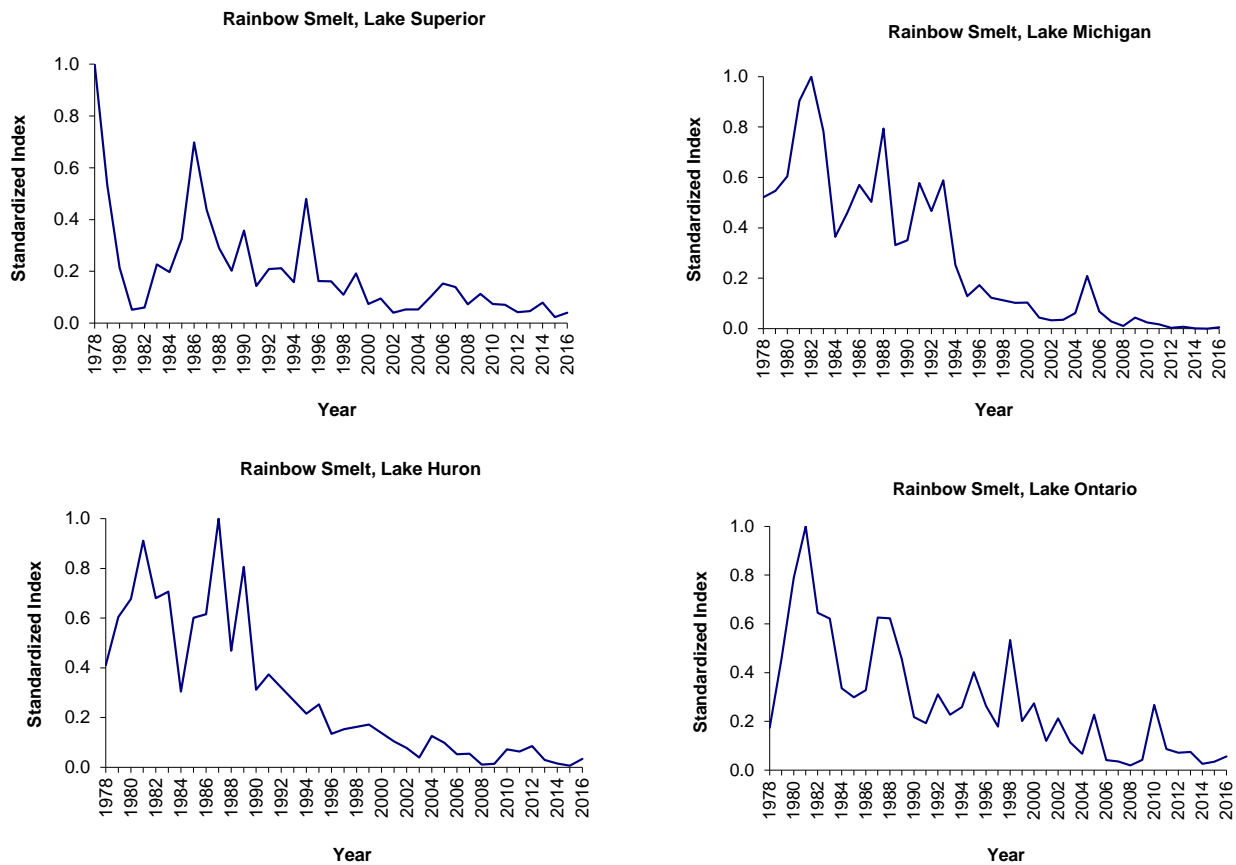 Rainbow Smelt, Lake Superior
Standardized Index
1.0
0.8
0.6
0.4
0.2
0.0
1978 1980 1982 1984 1986 1988 1990 1992 1994 1996 1998 2000 2002 2004 2006 2008 2010 2012 2014 2016
Year
Rainbow Smelt, Lake Michigan
Standardized Index
1.0
0.8
0.6
0.4
0.2
0.0
1978 1980 1982 1984 1986 1988 1990 1992 1994 1996 1998 2000 2002 2004 2006 2008 2010 2012 2014 2016
Year
Rainbow Smelt, Lake Huron
Standardized Index
1.0
0.8
0.6
0.4
0.2
0.0
1978 1980 1982 1984 1986 1988 1990 1992 1994 1996 1998 2000 2002 2004 2006 2008 2010 2012 2014 2016
Year
Rainbow Smelt, Lake Ontario
Standardized Index
1.0
0.8
0.6
0.4
0.2
0.0
1978 1980 1982 1984 1986 1988 1990 1992 1994 1996 1998 2000 2002 2004 2006 2008 2010 2012 2014 2016
Year